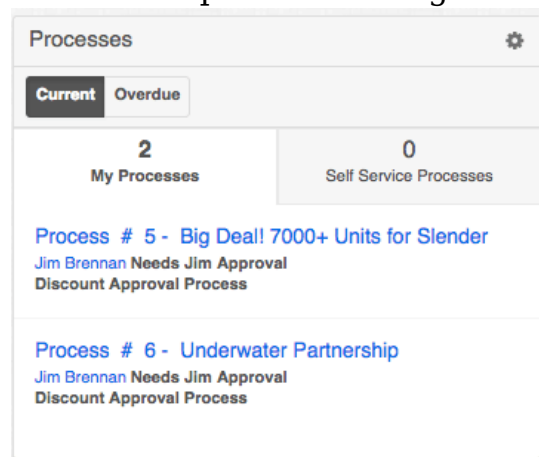 Processes
Current Overdue
2 0
My Processes Self Service Processes
Process # 5 - Big Deal! 7000+ Units for Slender
Jim Brennan Needs Jim Approval
Discount Approval Process
Process # 6 - Underwater Partnership
Jim Brennan Needs Jim Approval
Discount Approval Process